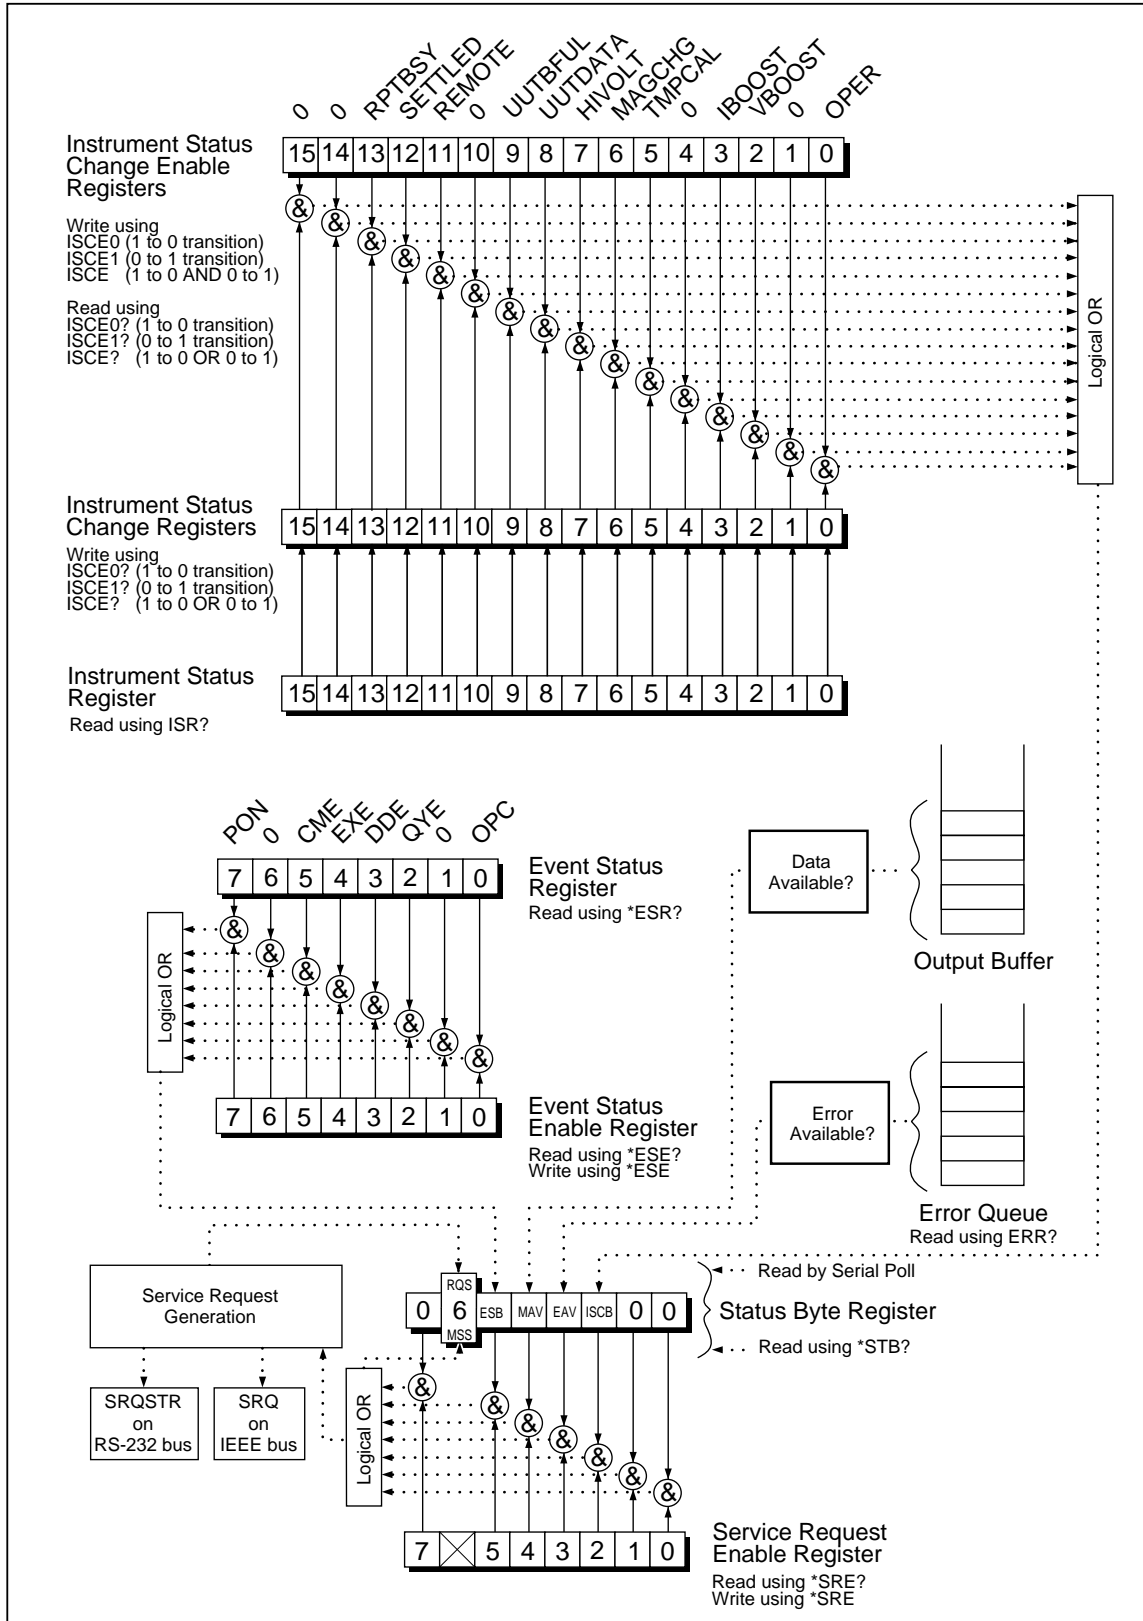 0 0 RPTBSY SETTLED REMOTE 0 UUTBFUL UUTDATA HIVOLT MAGCHG TMPCAL 0 IBOOST VBOOST 0 OPER
Instrument Status
Change Enable
Registers
15 14 13 12 11 10 9 8 7 6 5 4 3 2 1 0
Write using
ISCE0 (1 to 0 transition)
ISCE1 (0 to 1 transition)
ISCE (1 to 0 AND 0 to 1)
Read using
ISCE0? (1 to 0 transition)
ISCE1? (0 to 1 transition)
ISCE? (1 to 0 OR 0 to 1)
& & & & & & & & & & & & & & & &
Logical OR
Instrument Status
Change Registers
15 14 13 12 11 10 9 8 7 6 5 4 3 2 1 0
Write using
ISCE0? (1 to 0 transition)
ISCE1? (0 to 1 transition)
ISCE? (1 to 0 OR 0 to 1)
Instrument Status
Register
15 14 13 12 11 10 9 8 7 6 5 4 3 2 1 0
Read using ISR?
PON 0 CME EXE DDE QYE 0 OPC
7 6 5 4 3 2 1 0
Event Status
Register
Read using *ESR?
& & & & & & & &
Logical OR
7 6 5 4 3 2 1 0
Event Status
Enable Register
Read using *ESE?
Write using *ESE
Data
Available?
Output Buffer
Error
Available?
Error Queue
Read using ERR?
Service Request
Generation
SRQSTR
on
RS-232 bus
SRQ
on
IEEE bus
RQS
0 6 ESB MAV EAV ISCB 0 0
MSS
Read by Serial Poll
Status Byte Register
Read using *STB?
& & & & & & &
Logical OR
7 5 4 3 2 1 0
Service Request
Enable Register
Read using *SRE?
Write using *SRE